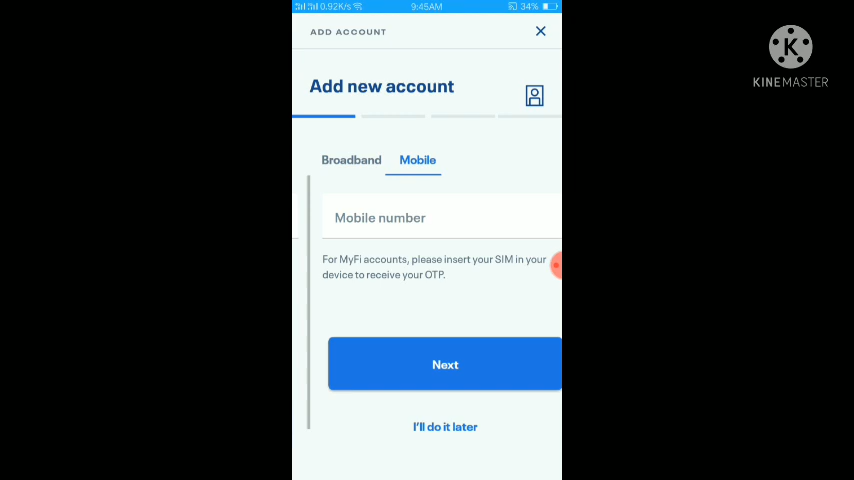 0.92K/s 9:45AM 34%
ADD ACCOUNT
K
KINEMASTER
Add new account
Broadband Mobile
Mobile number
For MyFi accounts, please insert your SIM in your
device to receive your OTP.
Next
I'll do it later